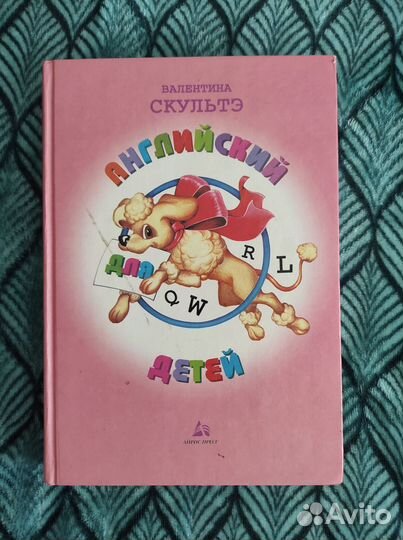 ВАЛЕНТИНА
СКУЛЬТЭ
АНГЛИЙСКИЙ
ДЛЯ
R L
Q W
ДЕТЕЙ
АЙРИС ПРЕСС
Avito